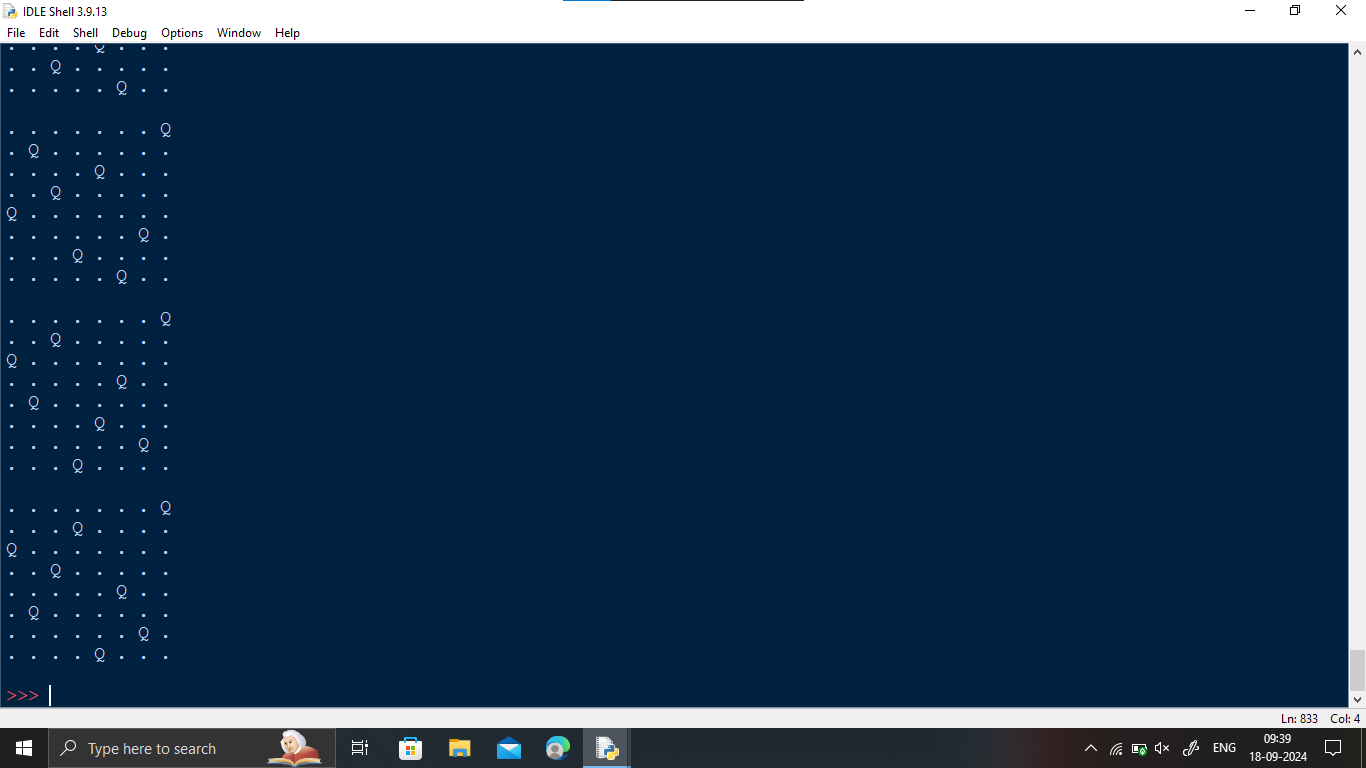 IDLE Shell 3.9.13
File Edit Shell Debug Options Window Help
. . . . Q . . .
. . Q . . . . .
. . . . . Q . .
. . . . . . . Q
. Q . . . . . .
. . . . Q . . .
. . Q . . . . .
Q . . . . . . .
. . . . . . Q .
. . . Q . . . .
. . . . . Q . .
. . . . . . . Q
. . Q . . . . .
Q . . . . . . .
. . . . . Q . .
. Q . . . . . .
. . . . Q . . .
. . . . . . Q .
. . . Q . . . .
. . . . . . . Q
. . . Q . . . .
Q . . . . . . .
. . Q . . . . .
. . . . . Q . .
. Q . . . . . .
. . . . . . Q .
. . . . Q . . .
>>>
Ln: 833 Col: 4
Type here to search
ENG
09:39
18-09-2024